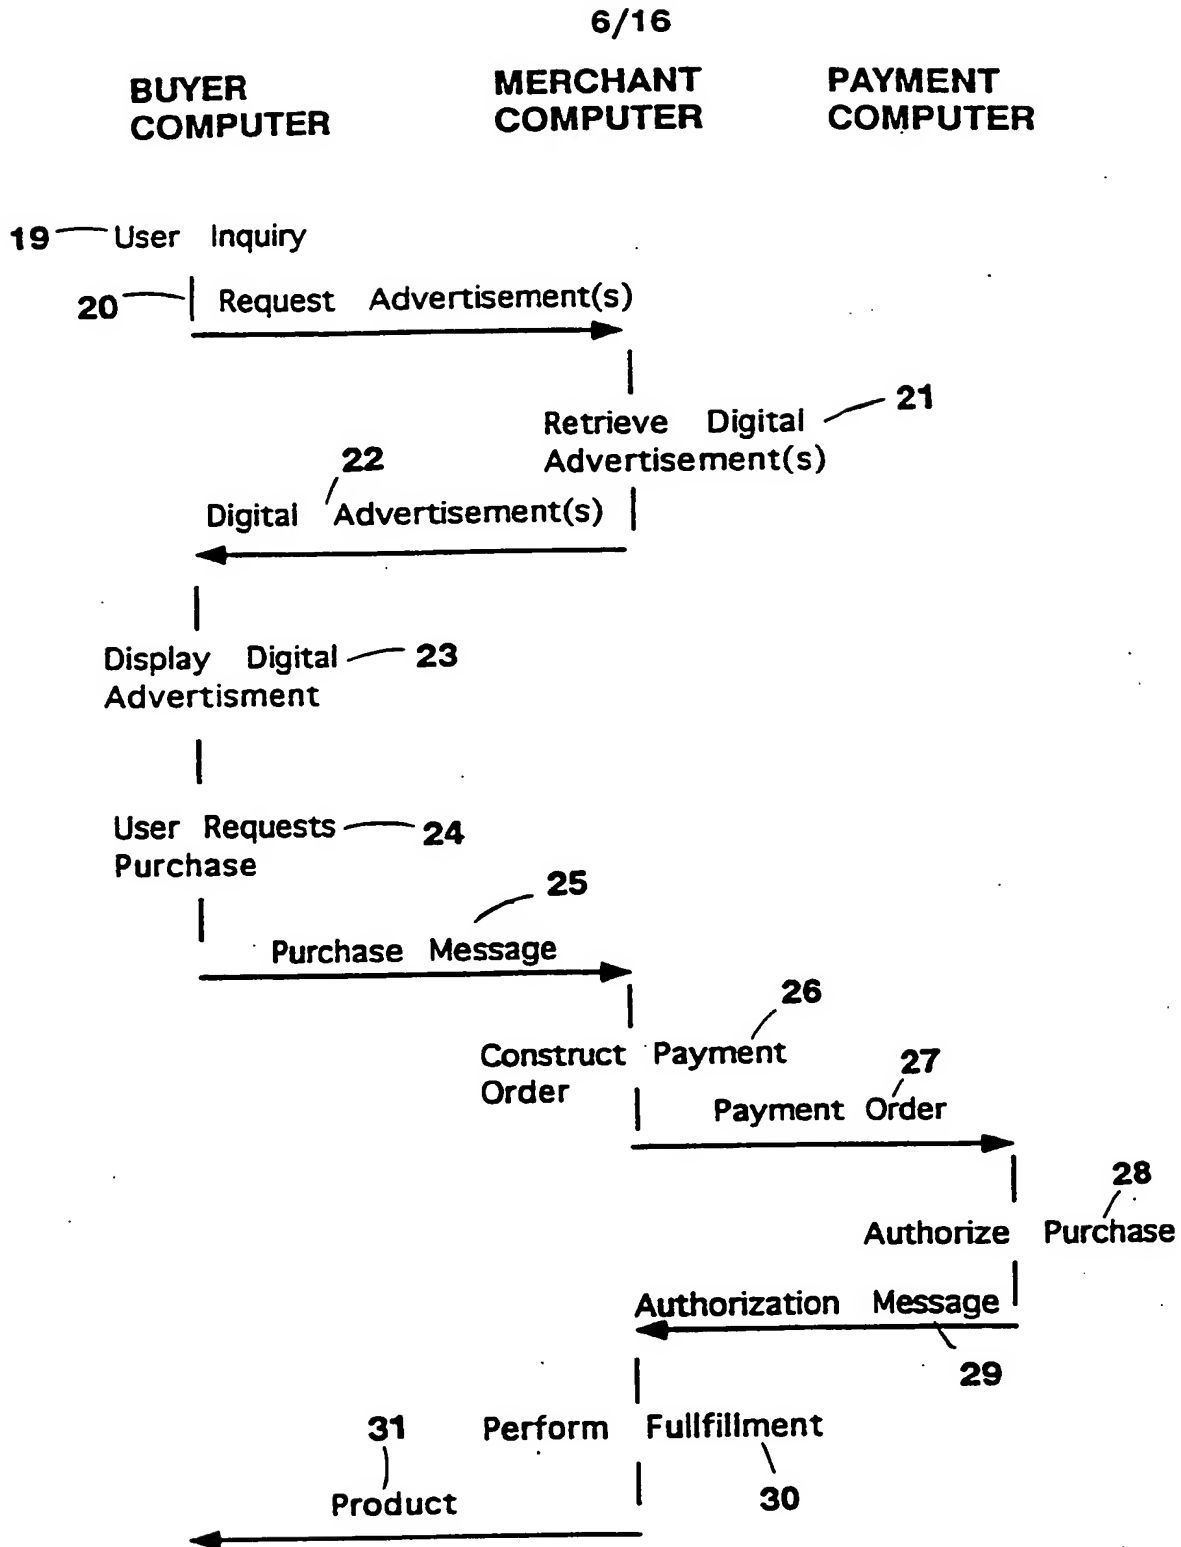 6/16
BUYER
COMPUTER
MERCHANT
COMPUTER
PAYMENT
COMPUTER
19 User Inquiry
20 Request Advertisement(s)
21
Retrieve Digital
Advertisement(s)
22
Digital Advertisement(s)
Display Digital 23
Advertisment
User Requests 24
Purchase
25
Purchase Message
26
Construct Payment
Order
27
Payment Order
28
Authorize Purchase
Authorization Message
29
31 Perform Fullfillment
30
Product